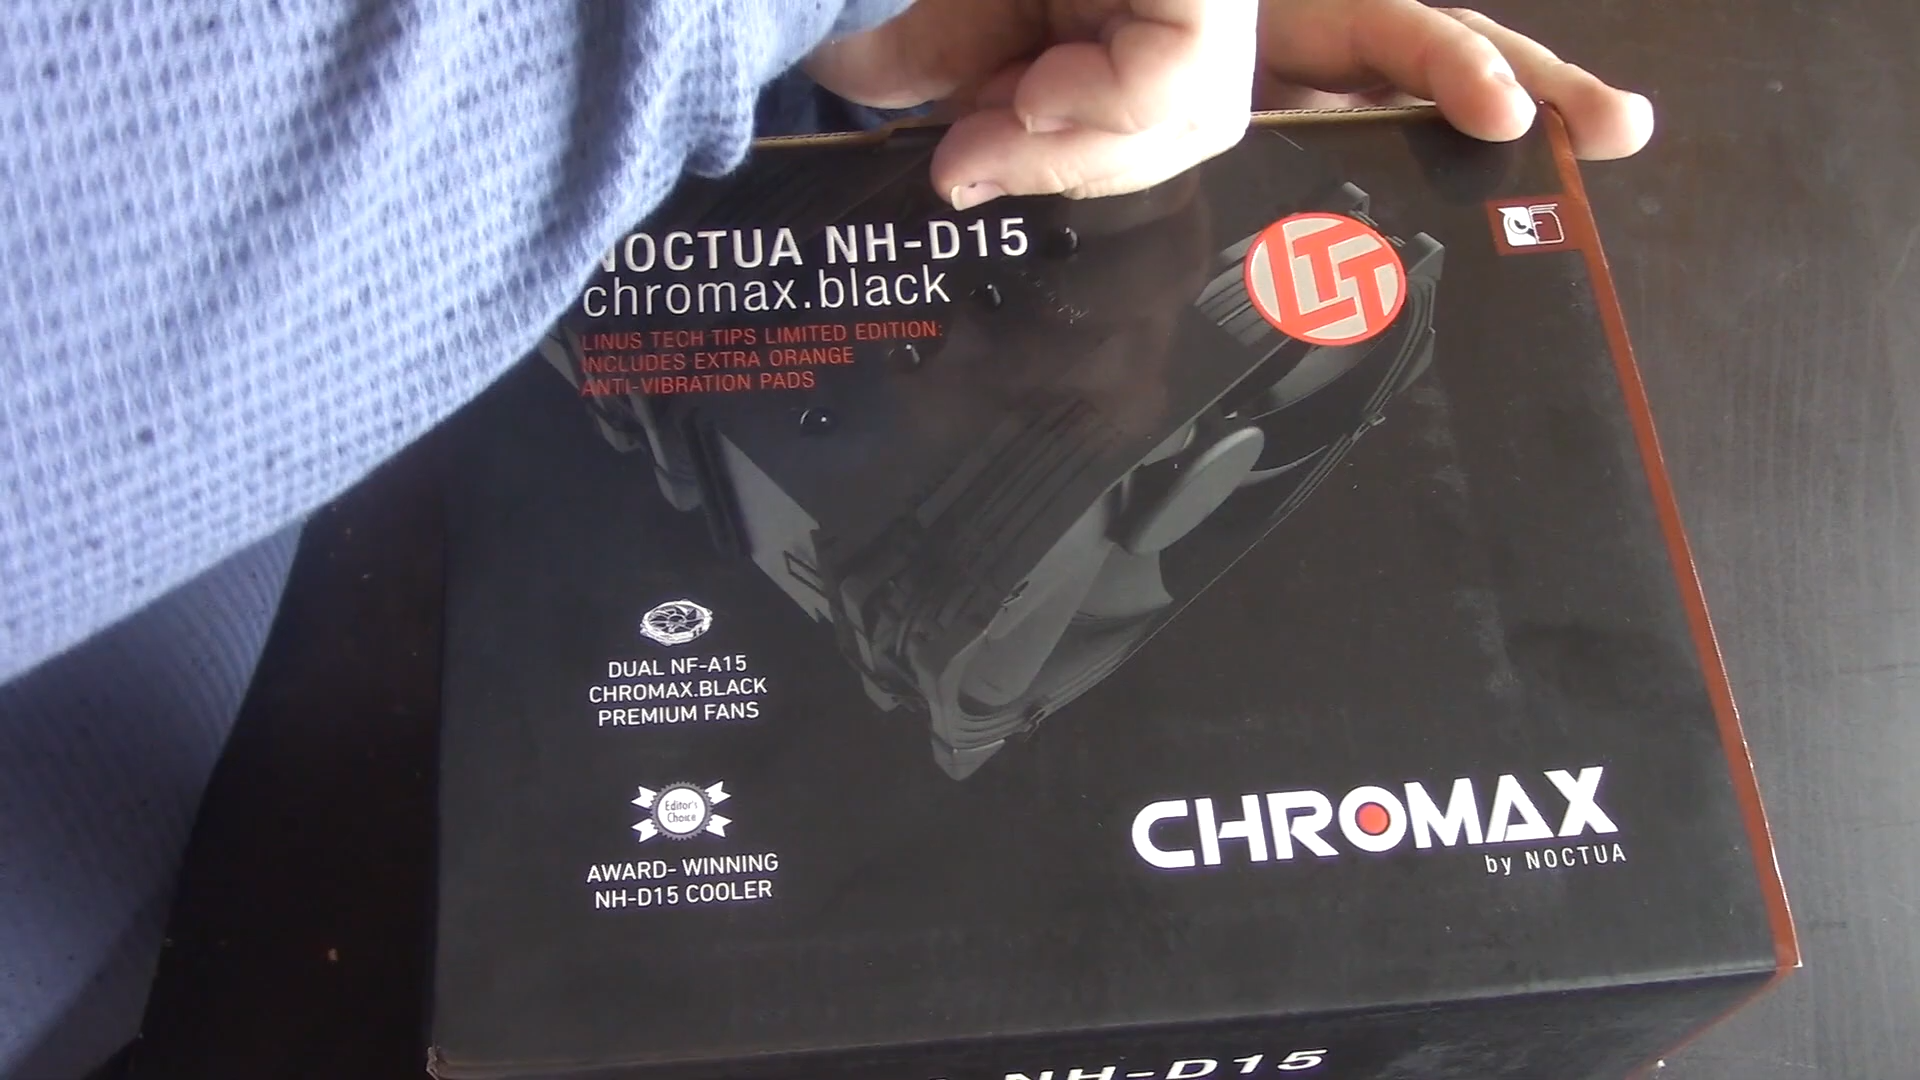 NOCTUA NH-D15
chromax.black
LINUS TECH TIPS LIMITED EDITION:
INCLUDES EXTRA ORANGE
ANTI-VIBRATION PADS
LTT
DUAL NF-A15
CHROMAX.BLACK
PREMIUM FANS
Editor's
Choice
AWARD- WINNING
NH-D15 COOLER
CHROMAX
by NOCTUA
NH-D15